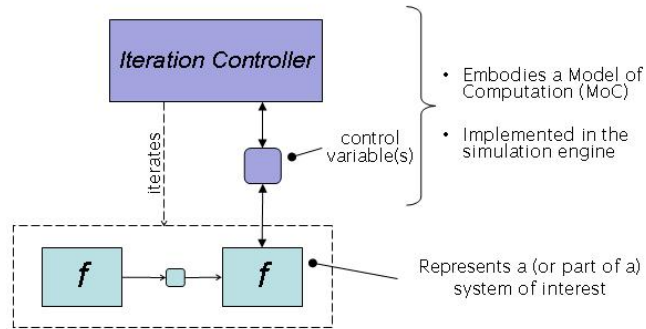 Iteration Controller
• Embodies a Model of
Computation (MoC)
• Implemented in the
simulation engine
control
variable(s)
iterates
f
f
Represents a (or part of a)
system of interest